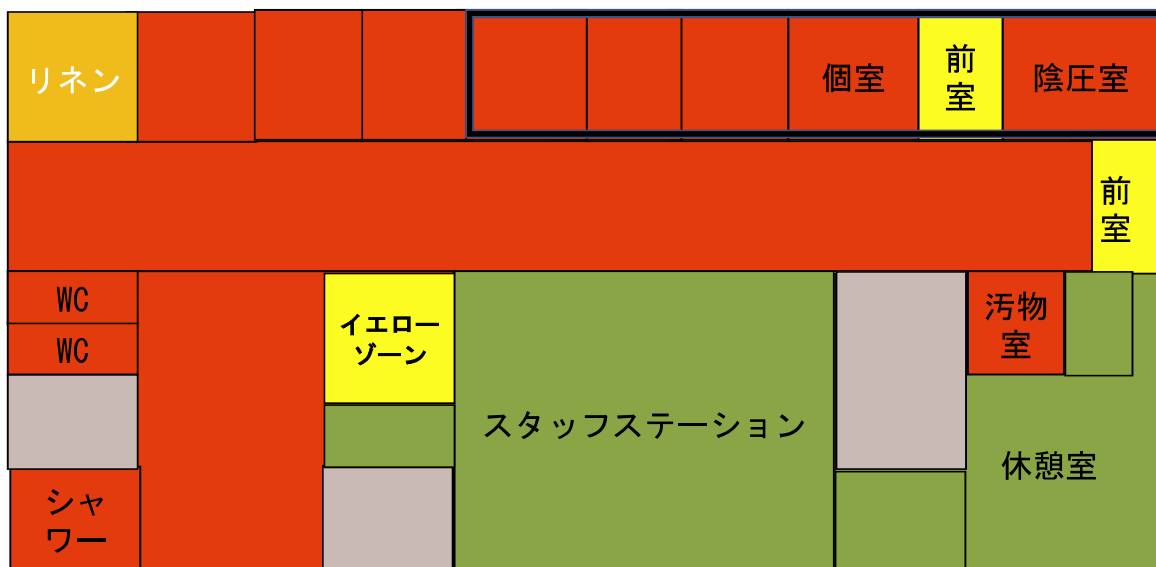 リネン
個室
前
室
陰圧室
前
室
WC
WC
イエロー
ゾーン
スタッフステーション
汚物
室
休憩室
シャ
ワー